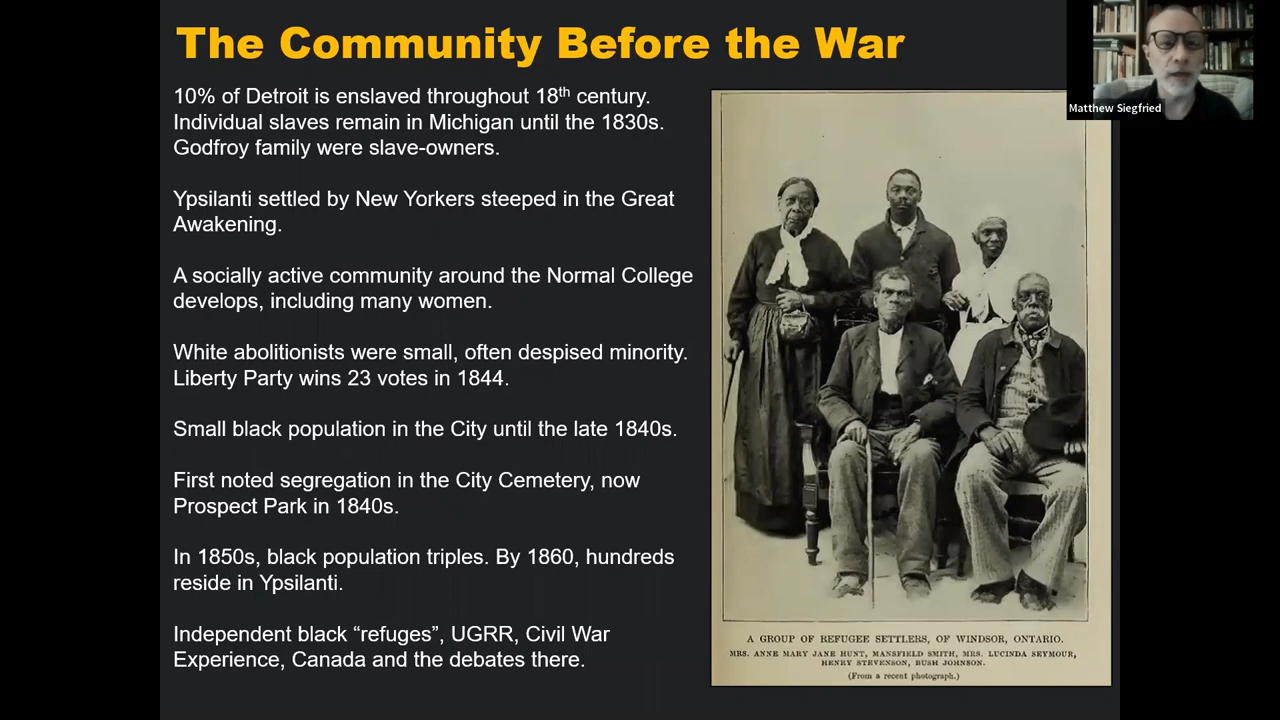 The Community Before the War
10% of Detroit is enslaved throughout 18th century.
Individual slaves remain in Michigan until the 1830s.
Godfroy family were slave-owners.
Ypsilanti settled by New Yorkers steeped in the Great
Awakening.
A socially active community around the Normal College
develops, including many women.
White abolitionists were small, often despised minority.
Liberty Party wins 23 votes in 1844.
Small black population in the City until the late 1840s.
First noted segregation in the City Cemetery, now
Prospect Park in 1840s.
In 1850s, black population triples. By 1860, hundreds
reside in Ypsilanti.
Independent black “refuges”, UGRR, Civil War
Experience, Canada and the debates there.
Matthew Siegfried
A GROUP OF REFUGEE SETTLERS, OF WINDSOR, ONTARIO.
MRS. ANNE MARY JANE HUNT, MANSFIELD SMITH, MRS. LUCINDA SEYMOUR,
HENRY STEVENSON, BUSH JOHNSON.
(From a recent photograph.)